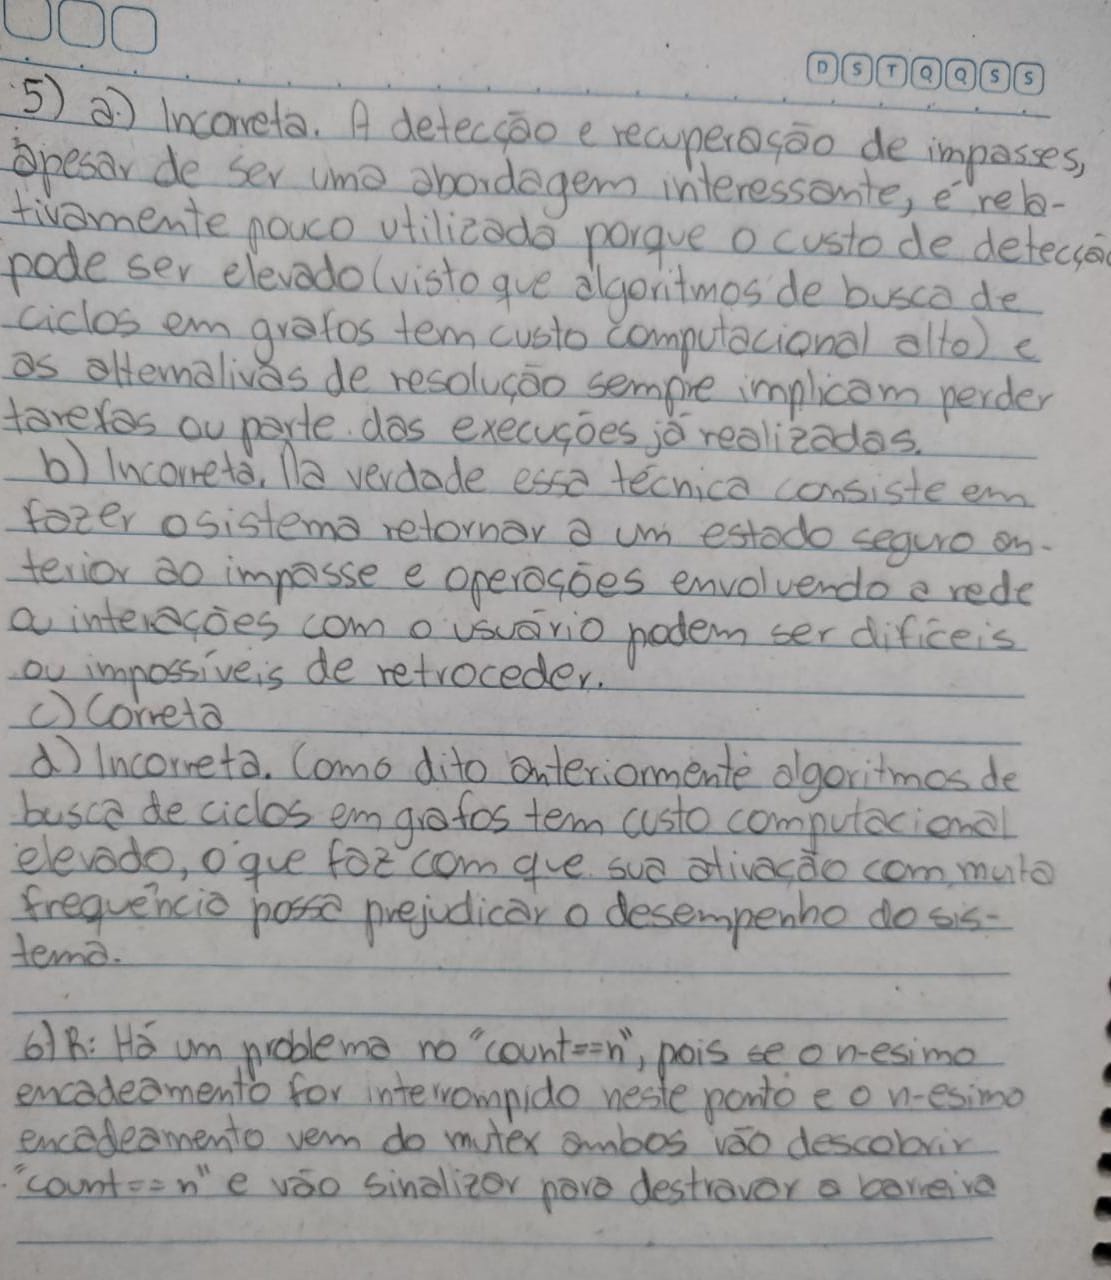 D S T Q Q S S
5) a) Incorreta. A detecção e recuperação de impasses,
apesar de ser uma abordagem interessante, é rela-
tivamente pouco utilizada porque o custo de detecção
pode ser elevado (visto que algoritmos de busca de
ciclos em grafos tem custo computacional alto) e
as alternativas de resolução sempre implicam perder
tarefas ou parte das execuções já realizadas.
b) Incorreta. Na verdade essa técnica consiste em
fazer o sistema retornar a um estado seguro an-
terior ao impasse e operações envolvendo a rede
a interações com o usuário podem ser difíceis
ou impossíveis de retroceder.
c) Correta
d) Incorreta. Como dito anteriormente algoritmos de
busca de ciclos em grafos tem custo computacional
elevado, o que faz com que sua ativação com muita
frequência possa prejudicar o desempenho do sis-
tema.
6) R: Há um problema no "count==n", pois se o n-esimo
encadeamento for interrompido neste ponto e o n-esimo
encadeamento vem do mutex ambos vão descobrir
"count==n" e vão sinalizar para destravar a barreira